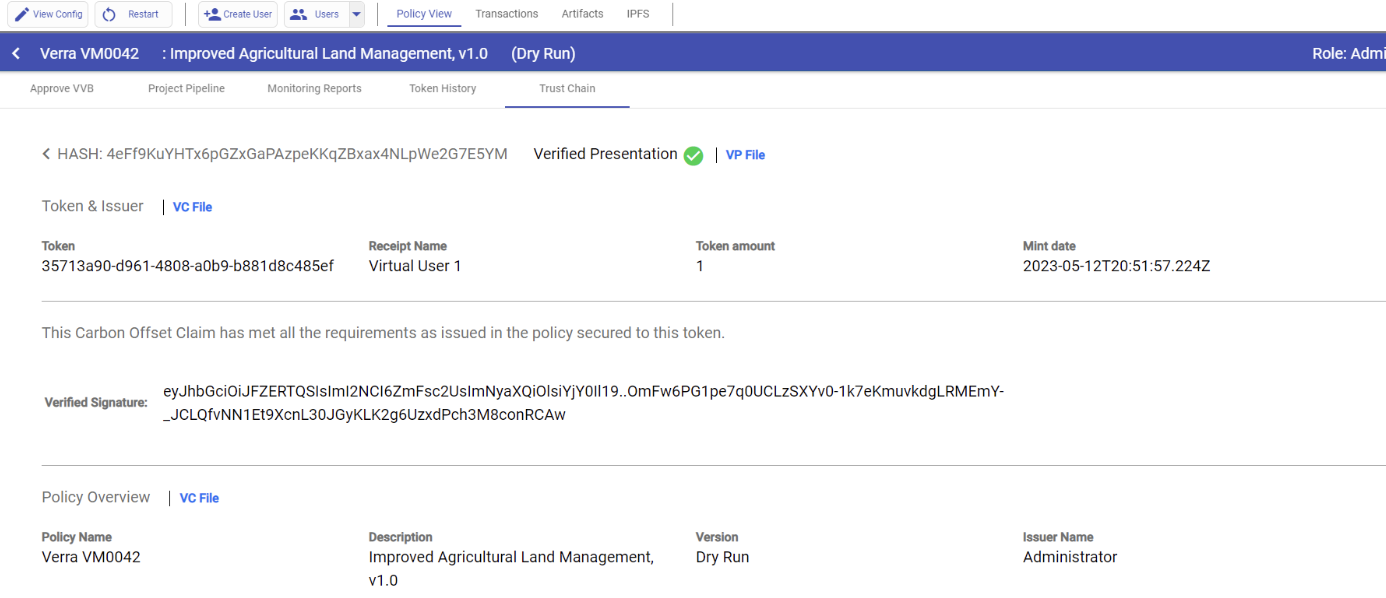 View Config Restart Create User Users Policy View Transactions Artifacts IPFS
Verra VM0042 : Improved Agricultural Land Management, v1.0 (Dry Run) Role: Admi
Approve VVB Project Pipeline Monitoring Reports Token History Trust Chain
HASH: 4eFf9KuYHTx6pGZxGaPAzpeKKqZBxax4NLpWe2G7E5YM Verified Presentation VP File
Token & Issuer VC File
Token Receipt Name Token amount Mint date
35713a90-d961-4808-a0b9-b881d8c485ef Virtual User 1 1 2023-05-12T20:51:57.224Z
This Carbon Offset Claim has met all the requirements as issued in the policy secured to this token.
eyJhbGciOiJFZERTQSIsImI2NCI6ZmFsc2UsImNyaXQiOlsiYjY0Il19..OmFw6PG1pe7q0UCLzSXYv0-1k7eKmuvkdgLRMEmY-
Verified Signature:
_JCLQfvNN1Et9XcnL30JGyKLK2g6UzxdPch3M8conRCAw
Policy Overview VC File
Policy Name Description Version Issuer Name
Verra VM0042 Improved Agricultural Land Management, Dry Run Administrator
v1.0